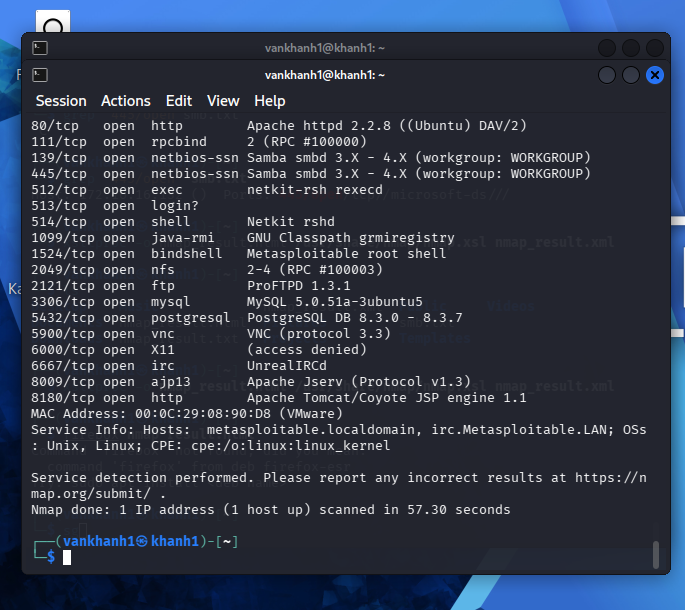 vankhanh1@khanh1: ~
vankhanh1@khanh1: ~
Session Actions Edit View Help
80/tcp open http Apache httpd 2.2.8 ((Ubuntu) DAV/2)
111/tcp open rpcbind 2 (RPC #100000)
139/tcp open netbios-ssn Samba smbd 3.X - 4.X (workgroup: WORKGROUP)
445/tcp open netbios-ssn Samba smbd 3.X - 4.X (workgroup: WORKGROUP)
512/tcp open exec netkit-rsh rexecd
513/tcp open login?
514/tcp open shell Netkit rshd
1099/tcp open java-rmi GNU Classpath grmiregistry
1524/tcp open bindshell Metasploitable root shell
2049/tcp open nfs 2-4 (RPC #100003)
2121/tcp open ftp ProFTPD 1.3.1
3306/tcp open mysql MySQL 5.0.51a-3ubuntu5
5432/tcp open postgresql PostgreSQL DB 8.3.0 - 8.3.7
5900/tcp open vnc VNC (protocol 3.3)
6000/tcp open X11 (access denied)
6667/tcp open irc UnrealIRCd
8009/tcp open ajp13 Apache Jserv (Protocol v1.3)
8180/tcp open http Apache Tomcat/Coyote JSP engine 1.1
MAC Address: 00:0C:29:08:90:D8 (VMware)
Service Info: Hosts:  metasploitable.localdomain, irc.Metasploitable.LAN; OSs
: Unix, Linux; CPE: cpe:/o:linux:linux_kernel
Service detection performed. Please report any incorrect results at https://n
map.org/submit/ .
Nmap done: 1 IP address (1 host up) scanned in 57.30 seconds
┌──(vankhanh1㉿khanh1)-[~]
└─$